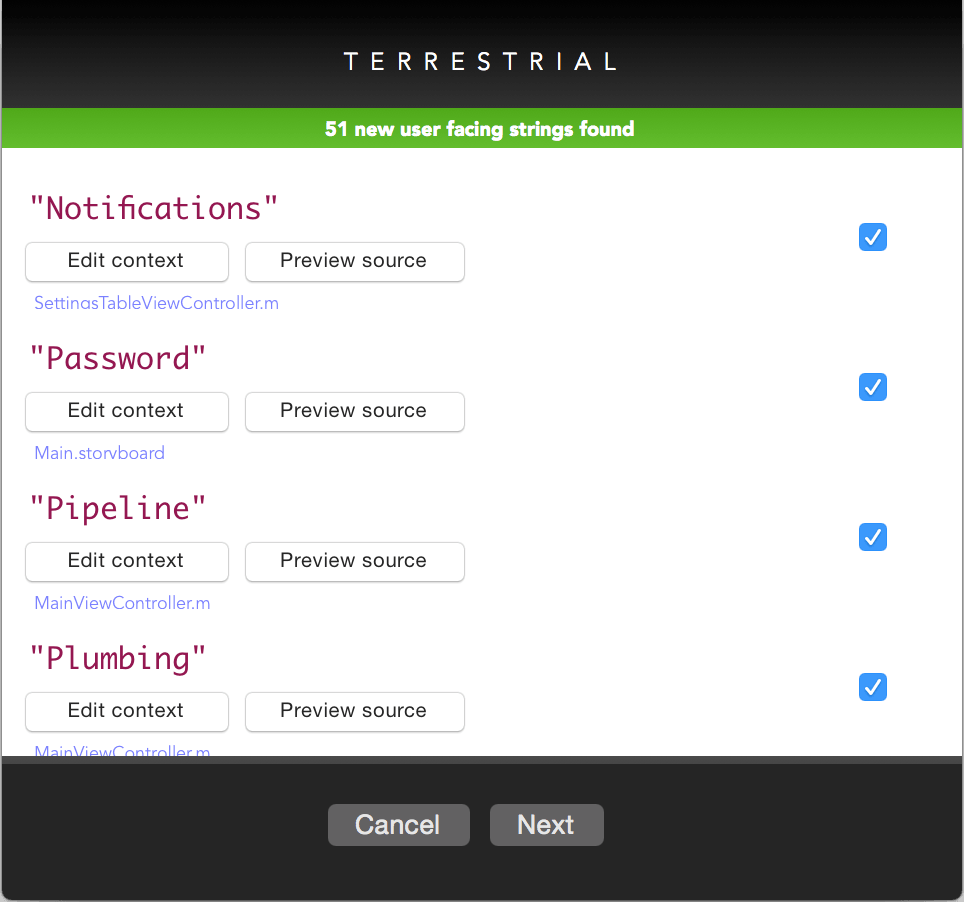 TERRESTRIAL
51 new user facing strings found
"Notifications"
Edit context Preview source
SettingsTableViewController.m
"Password"
Edit context Preview source
Main.storyboard
"Pipeline"
Edit context Preview source
MainViewController.m
"Plumbing"
Edit context Preview source
MainViewController.m
Cancel Next